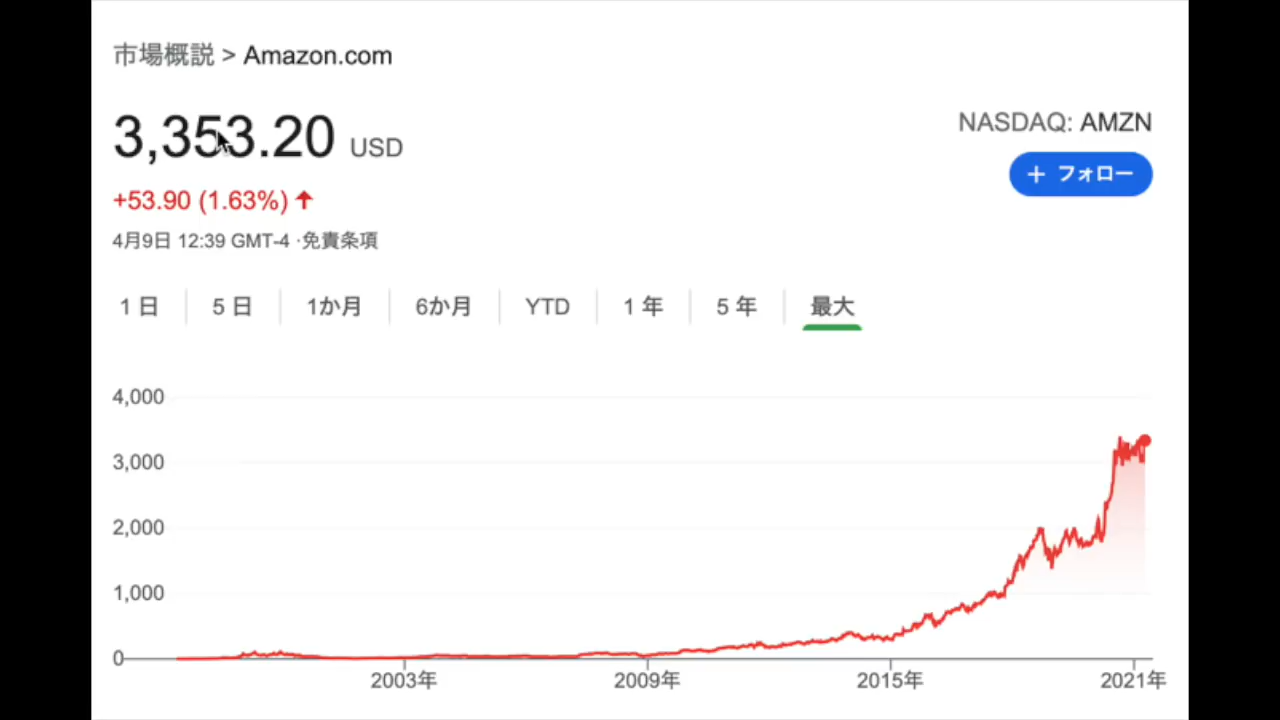 市場概説 > Amazon.com
3,353.20 USD
NASDAQ: AMZN
+ フォロー
+53.90 (1.63%) ↑
4月9日 12:39 GMT-4 ·免責条項
1 日 5 日 1か月 6か月 YTD 1 年 5 年 最大
4,000
3,000
2,000
1,000
0
2003年 2009年 2015年 2021年